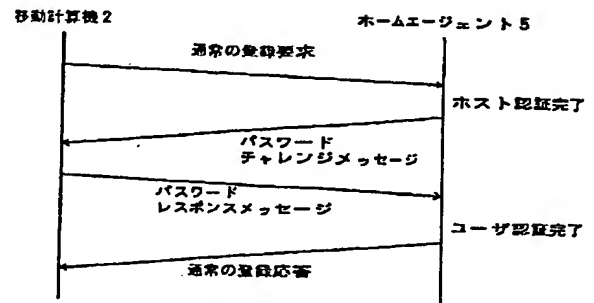 移動計算機2
ホームエージェント5
通常の登録要求
ホスト認証完了
パスワード
チャレンジメッセージ
パスワード
レスポンスメッセージ
ユーザ認証完了
通常の登録応答